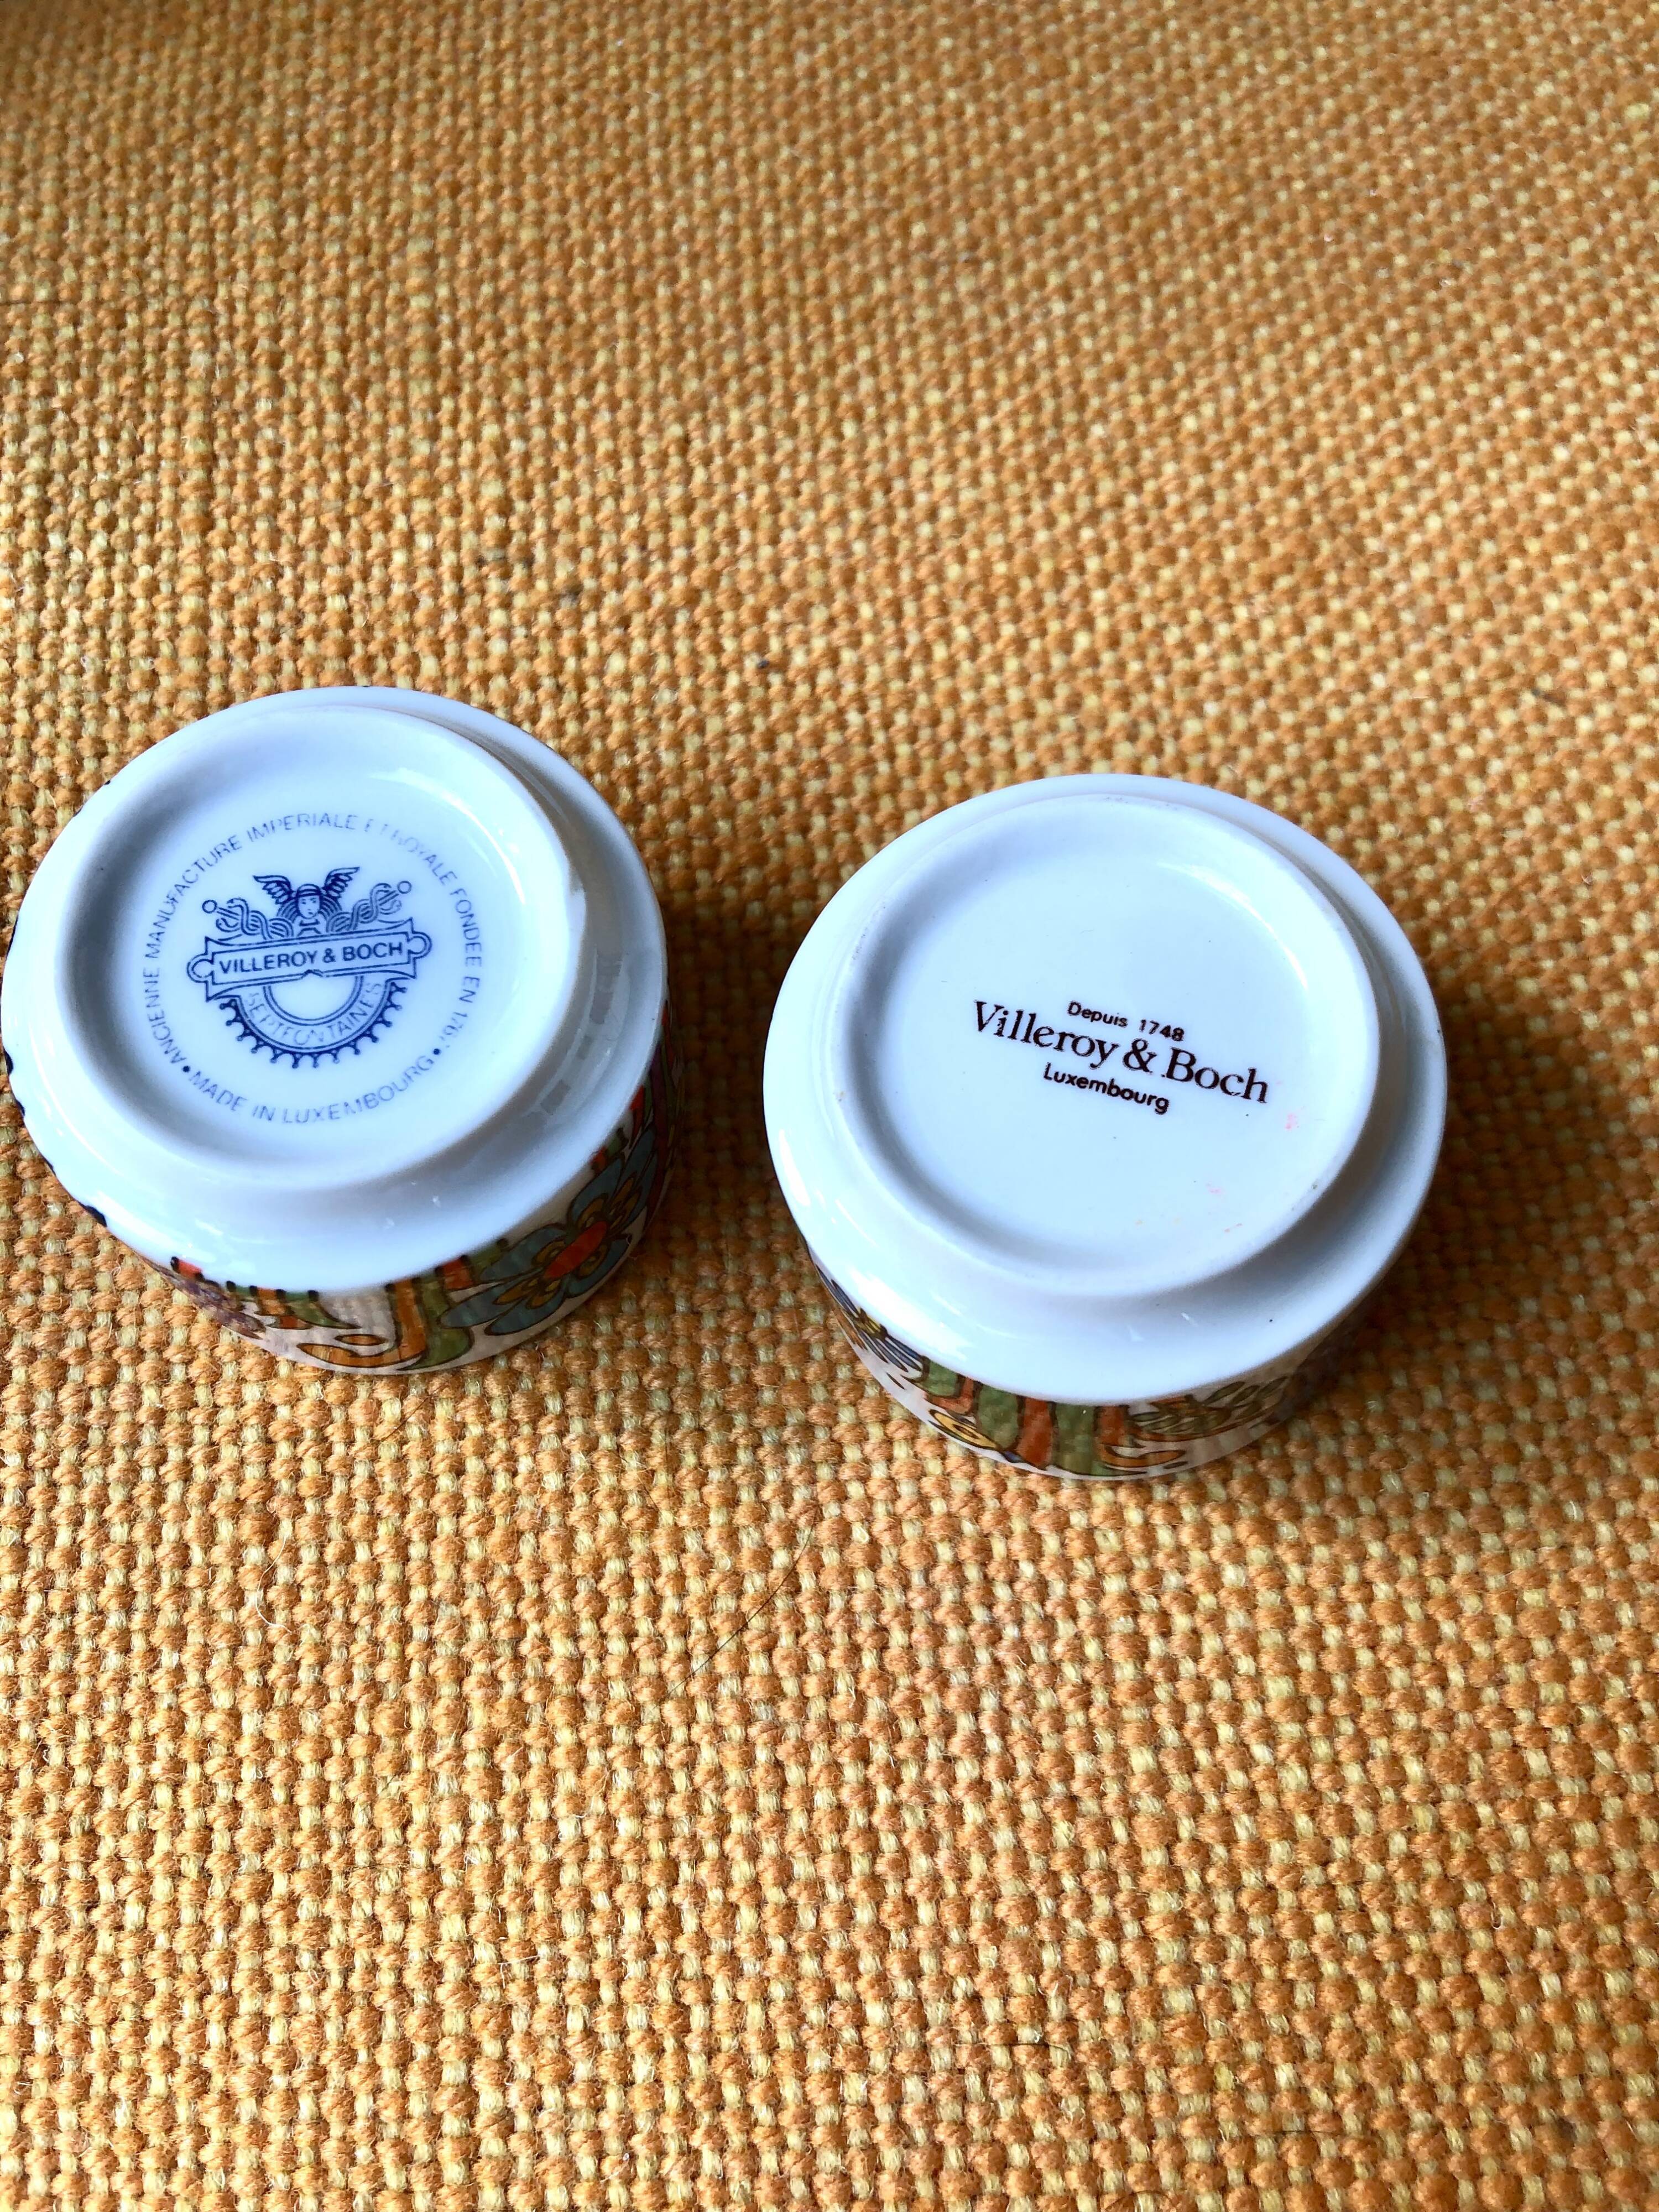 ANCIENNE MANUFACTURE IMPERIALE ET ROYALE FONDEE EN 1767
VILLEROY & BOCH
SEPTFONTAINES
• MADE IN LUXEMBOURG •
Depuis 1748
Villeroy & Boch
Luxembourg